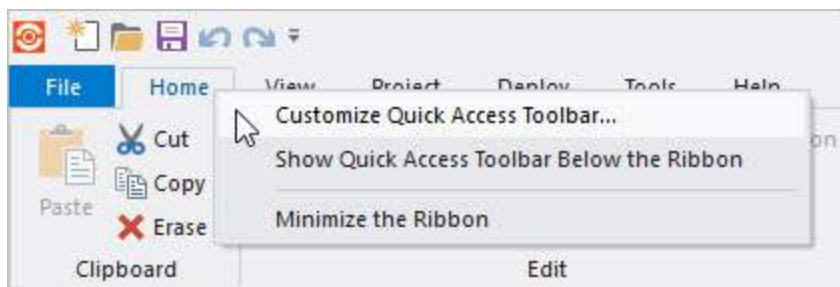 File Home View Project Deploy Tools Help
Customize Quick Access Toolbar...
Cut
Show Quick Access Toolbar Below the Ribbon
Copy
Paste
Minimize the Ribbon
Erase
Clipboard Edit